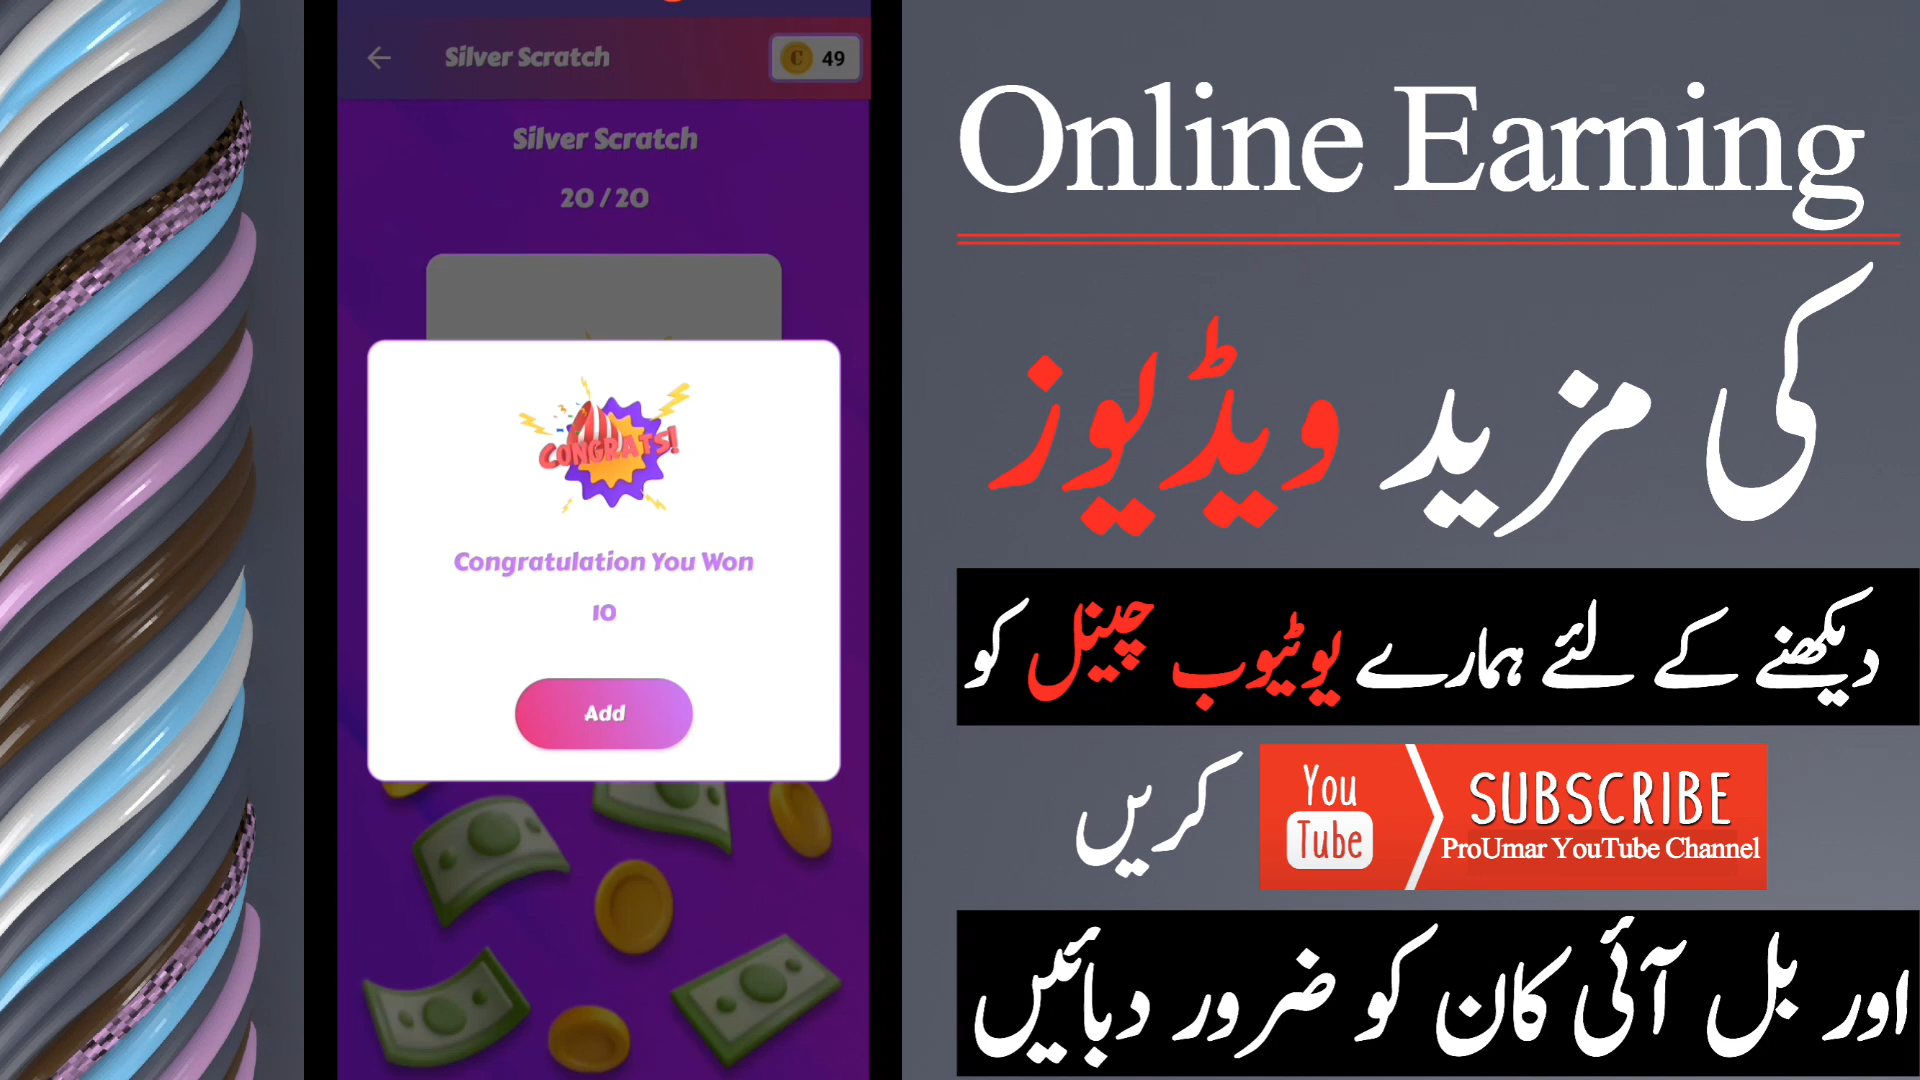 Silver Scratch
C 49
Silver Scratch
20 / 20
CONGRATS!
Congratulation You Won
10
Add
Online Earning
کی مزید ویڈیوز
دیکھنے کے لئے ہمارے یوٹیوب چینل کو
You Tube SUBSCRIBE
ProUmar YouTube Channel
کریں
اور بل آئی کان کو ضرور دبائیں